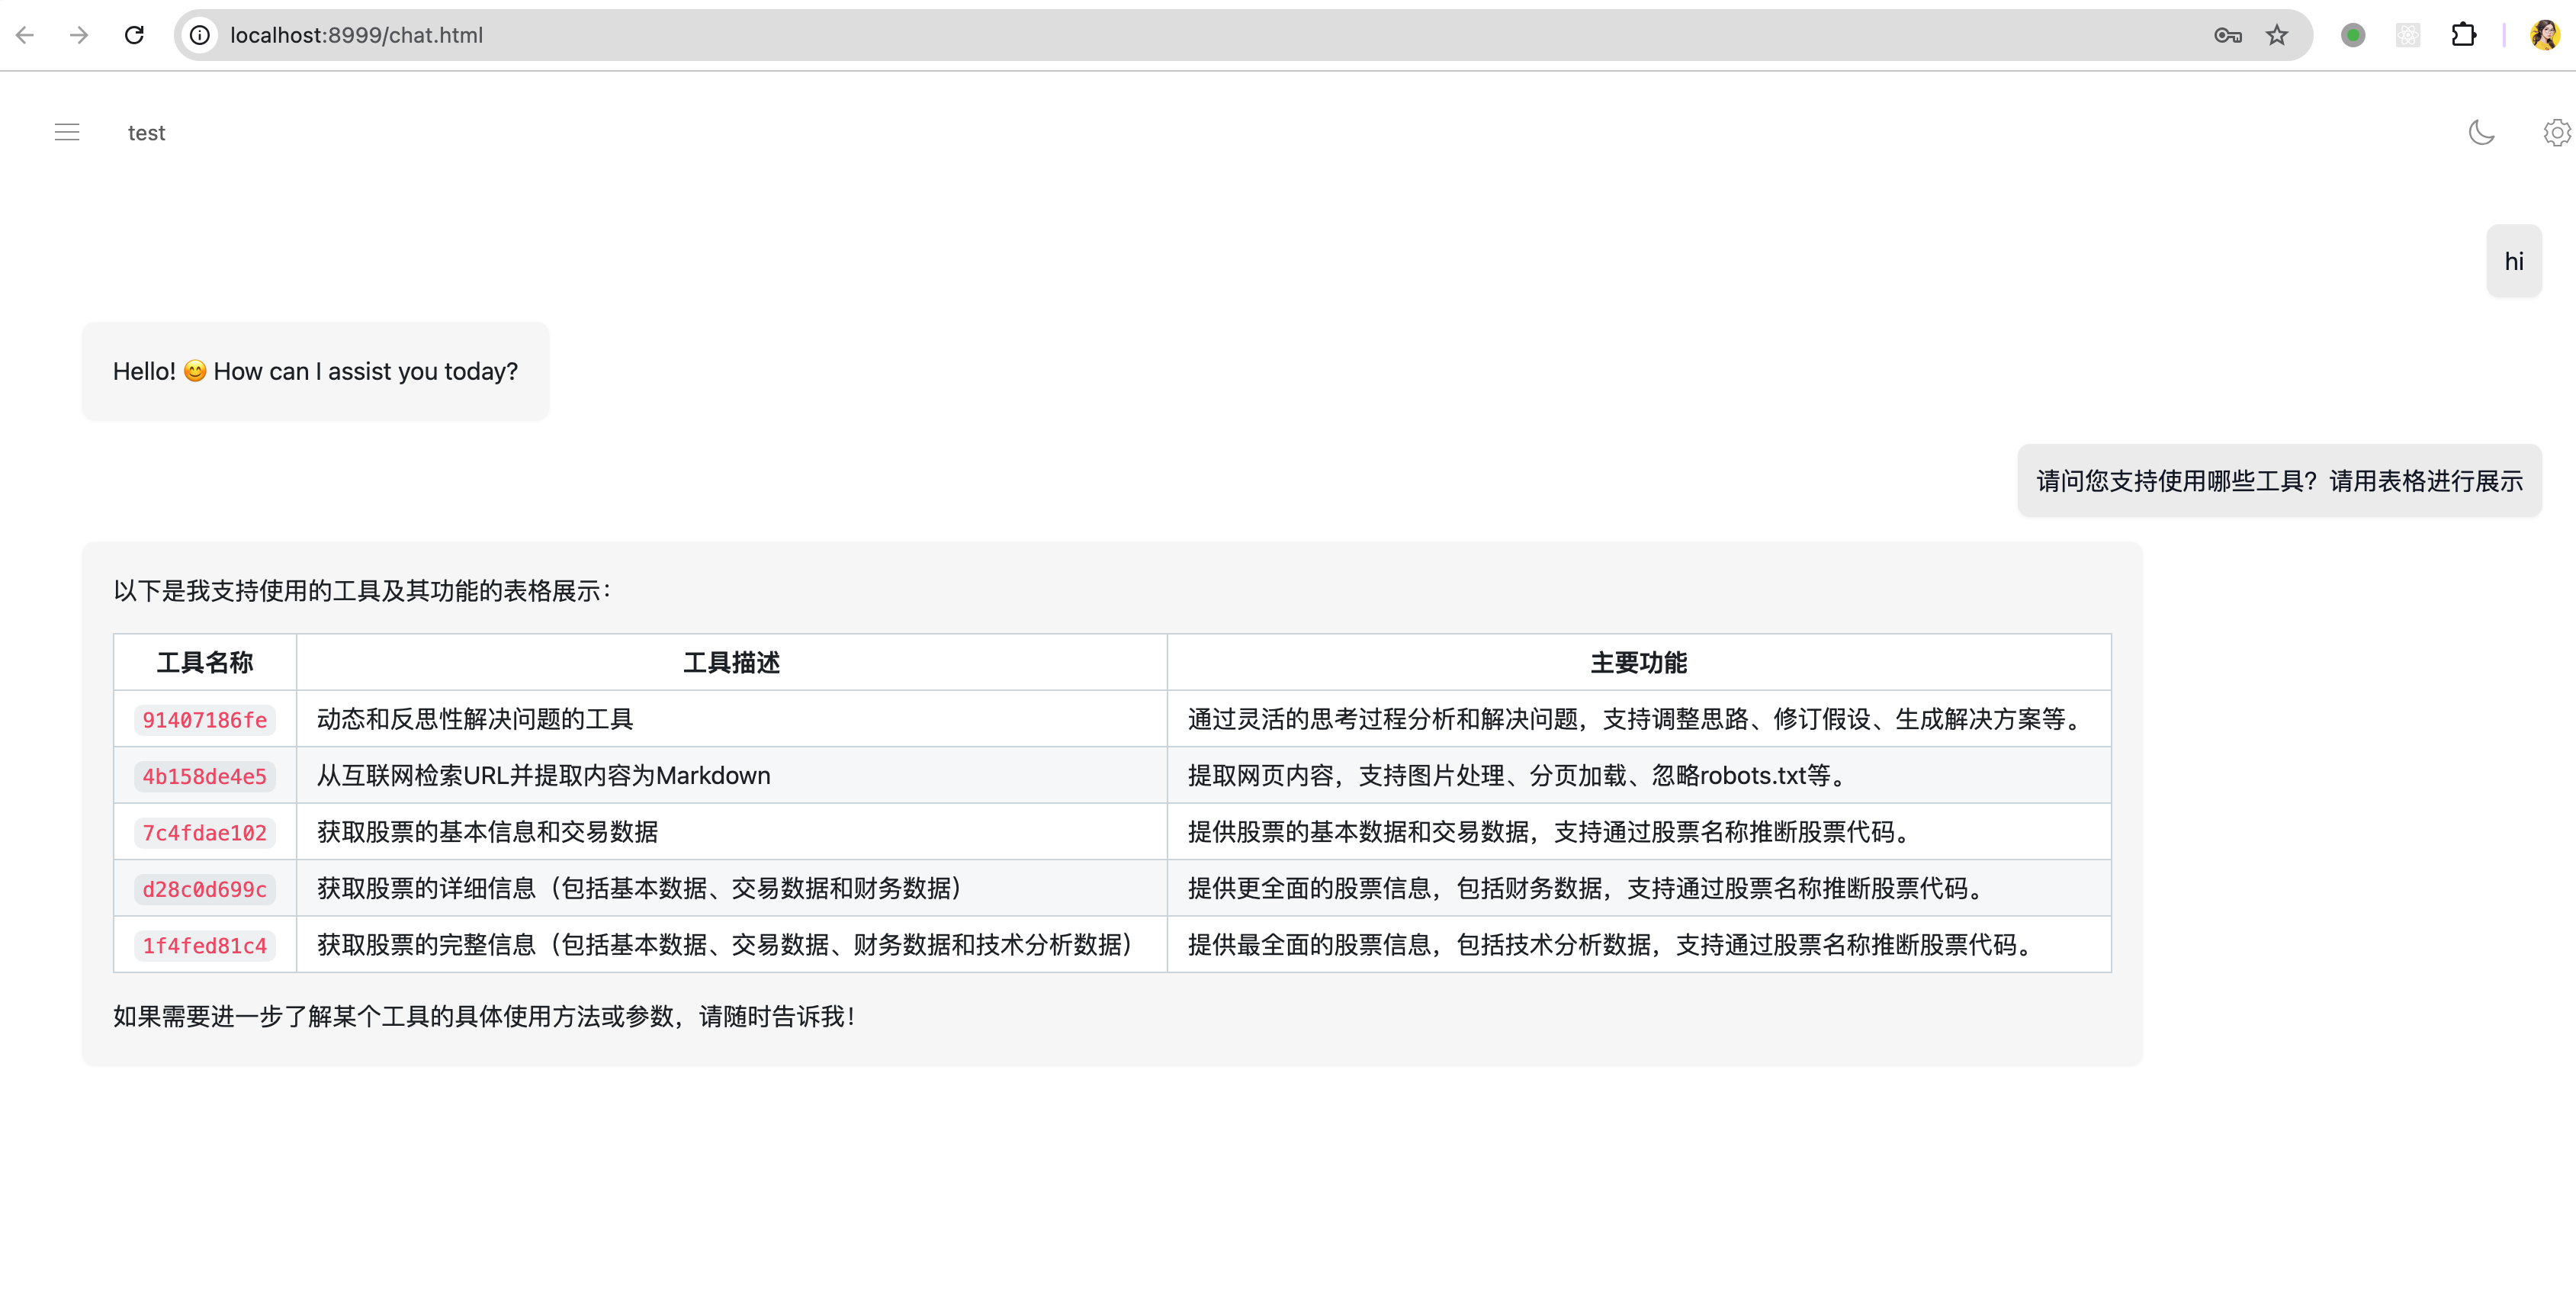 localhost:8999/chat.html
test
hi
Hello! 😊 How can I assist you today?
请问您支持使用哪些工具？请用表格进行展示
以下是我支持使用的工具及其功能的表格展示：
工具名称 工具描述 主要功能
91407186fe 动态和反思性解决问题的工具 通过灵活的思考过程分析和解决问题，支持调整思路、修订假设、生成解决方案等。
4b158de4e5 从互联网检索URL并提取内容为Markdown 提取网页内容，支持图片处理、分页加载、忽略robots.txt等。
7c4fdae102 获取股票的基本信息和交易数据 提供股票的基本数据和交易数据，支持通过股票名称推断股票代码。
d28c0d699c 获取股票的详细信息（包括基本数据、交易数据和财务数据） 提供更全面的股票信息，包括财务数据，支持通过股票名称推断股票代码。
1f4fed81c4 获取股票的完整信息（包括基本数据、交易数据、财务数据和技术分析数据） 提供最全面的股票信息，包括技术分析数据，支持通过股票名称推断股票代码。
如果需要进一步了解某个工具的具体使用方法或参数，请随时告诉我！